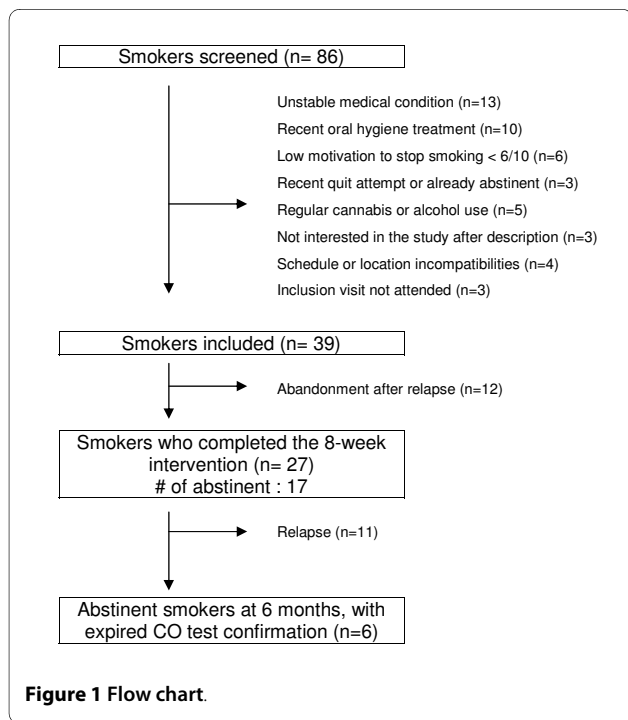 Smokers screened (n= 86)
Unstable medical condition (n=13)
Recent oral hygiene treatment (n=10)
Low motivation to stop smoking < 6/10 (n=6)
Recent quit attempt or already abstinent (n=3)
Regular cannabis or alcohol use (n=5)
Not interested in the study after description (n=3)
Schedule or location incompatibilities (n=4)
Inclusion visit not attended (n=3)
Smokers included (n= 39)
Abandonment after relapse (n=12)
Smokers who completed the 8-week
intervention (n= 27)
# of abstinent : 17
Relapse (n=11)
Abstinent smokers at 6 months, with
expired CO test confirmation (n=6)
Figure 1 Flow chart.